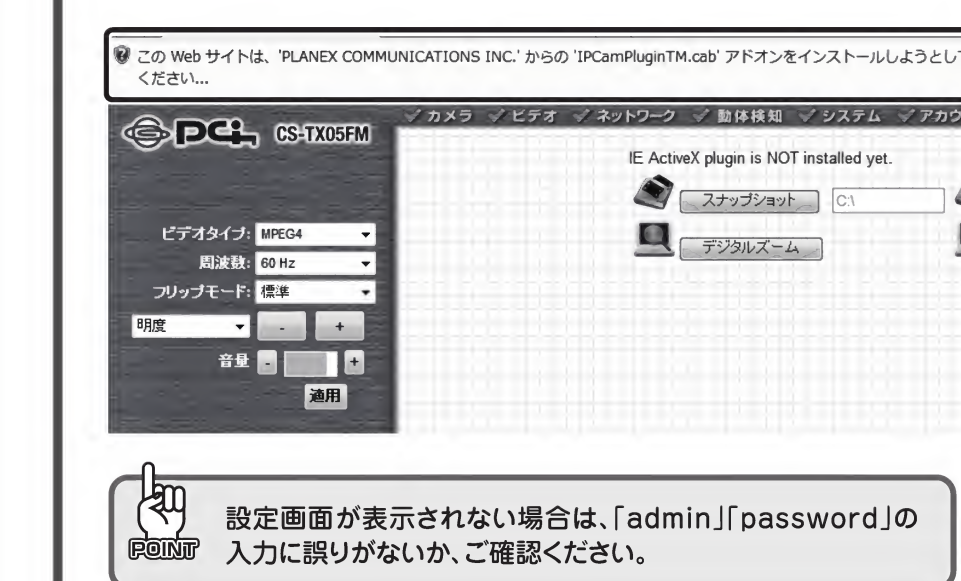 この Web サイトは、'PLANEX COMMUNICATIONS INC.' からの 'IPCamPluginTM.cab' アドオンをインストールしようとし
ください...
カメラ ビデオ ネットワーク 動体検知 システム アカウ
PCi CS-TX05FM
IE ActiveX plugin is NOT installed yet.
スナップショット C:\
デジタルズーム
ビデオタイプ: MPEG4
周波数: 60 Hz
フリップモード: 標準
明度 - +
音量 - +
適用
POINT
設定画面が表示されない場合は、「admin」「password」の
入力に誤りがないか、ご確認ください。